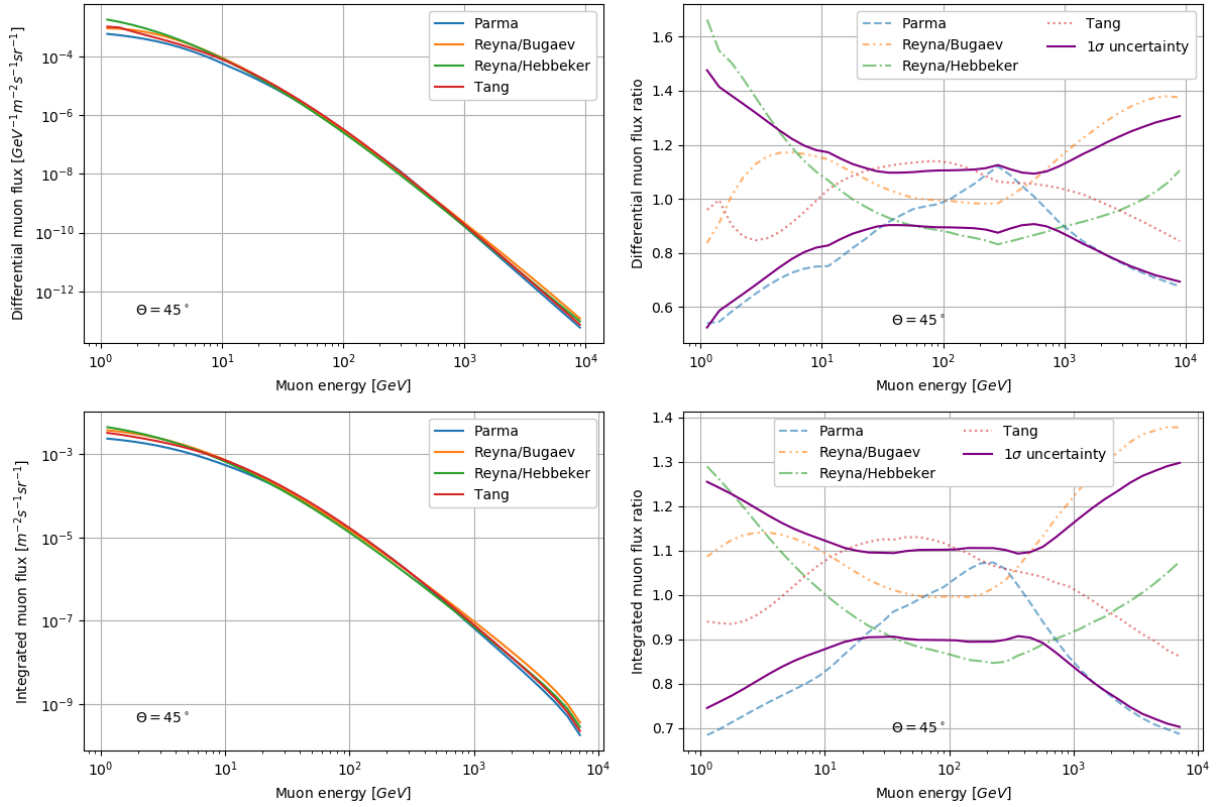 Differential muon flux [GeV⁻¹m⁻²s⁻¹sr⁻¹]
10⁻⁴
10⁻⁶
10⁻⁸
10⁻¹⁰
10⁻¹²
Parma
Reyna/Bugaev
Reyna/Hebbeker
Tang
Θ = 45°
10⁰ 10¹ 10² 10³ 10⁴
Muon energy [GeV]
Differential muon flux ratio
1.6
1.4
1.2
1.0
0.8
0.6
Parma
Reyna/Bugaev
Reyna/Hebbeker
Tang
1σ uncertainty
Θ = 45°
10⁰ 10¹ 10² 10³ 10⁴
Muon energy [GeV]
Integrated muon flux [m⁻²s⁻¹sr⁻¹]
10⁻³
10⁻⁵
10⁻⁷
10⁻⁹
Parma
Reyna/Bugaev
Reyna/Hebbeker
Tang
Θ = 45°
10⁰ 10¹ 10² 10³ 10⁴
Muon energy [GeV]
Integrated muon flux ratio
1.4
1.3
1.2
1.1
1.0
0.9
0.8
0.7
Parma
Reyna/Bugaev
Reyna/Hebbeker
Tang
1σ uncertainty
Θ = 45°
10⁰ 10¹ 10² 10³ 10⁴
Muon energy [GeV]